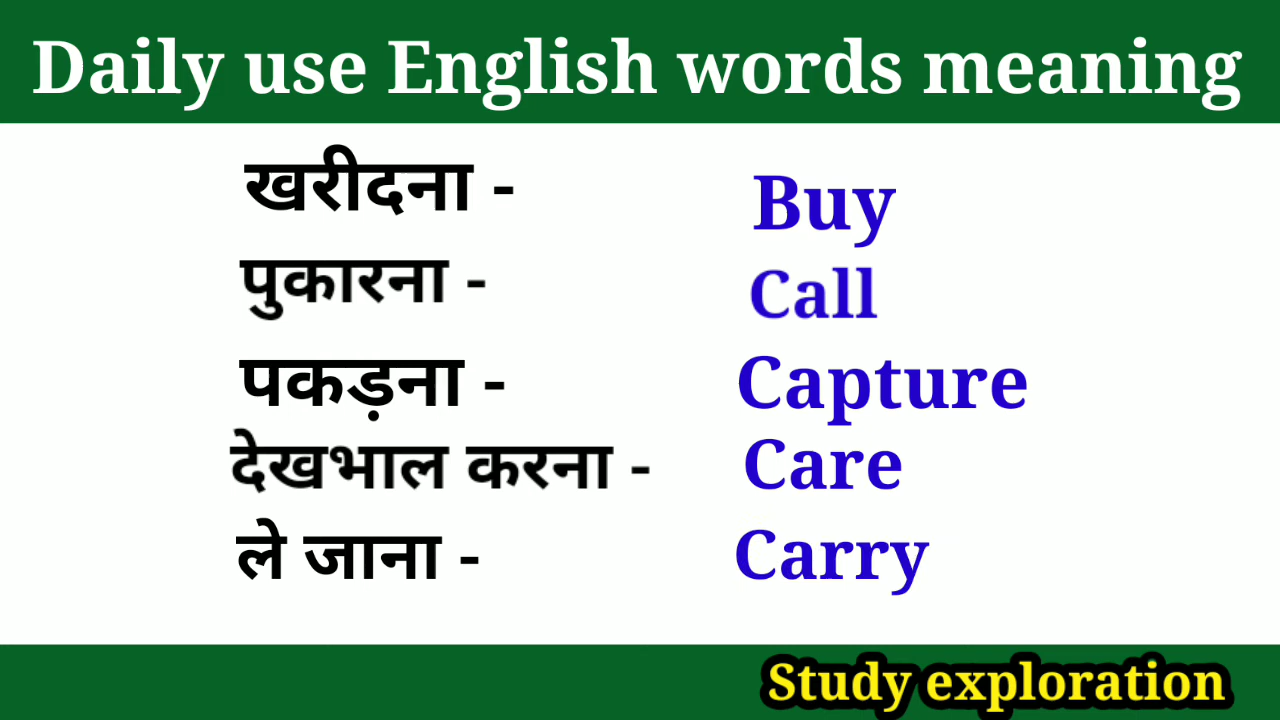 Daily use English words meaning
खरीदना - Buy
पुकारना - Call
पकड़ना - Capture
देखभाल करना - Care
ले जाना - Carry
Study exploration